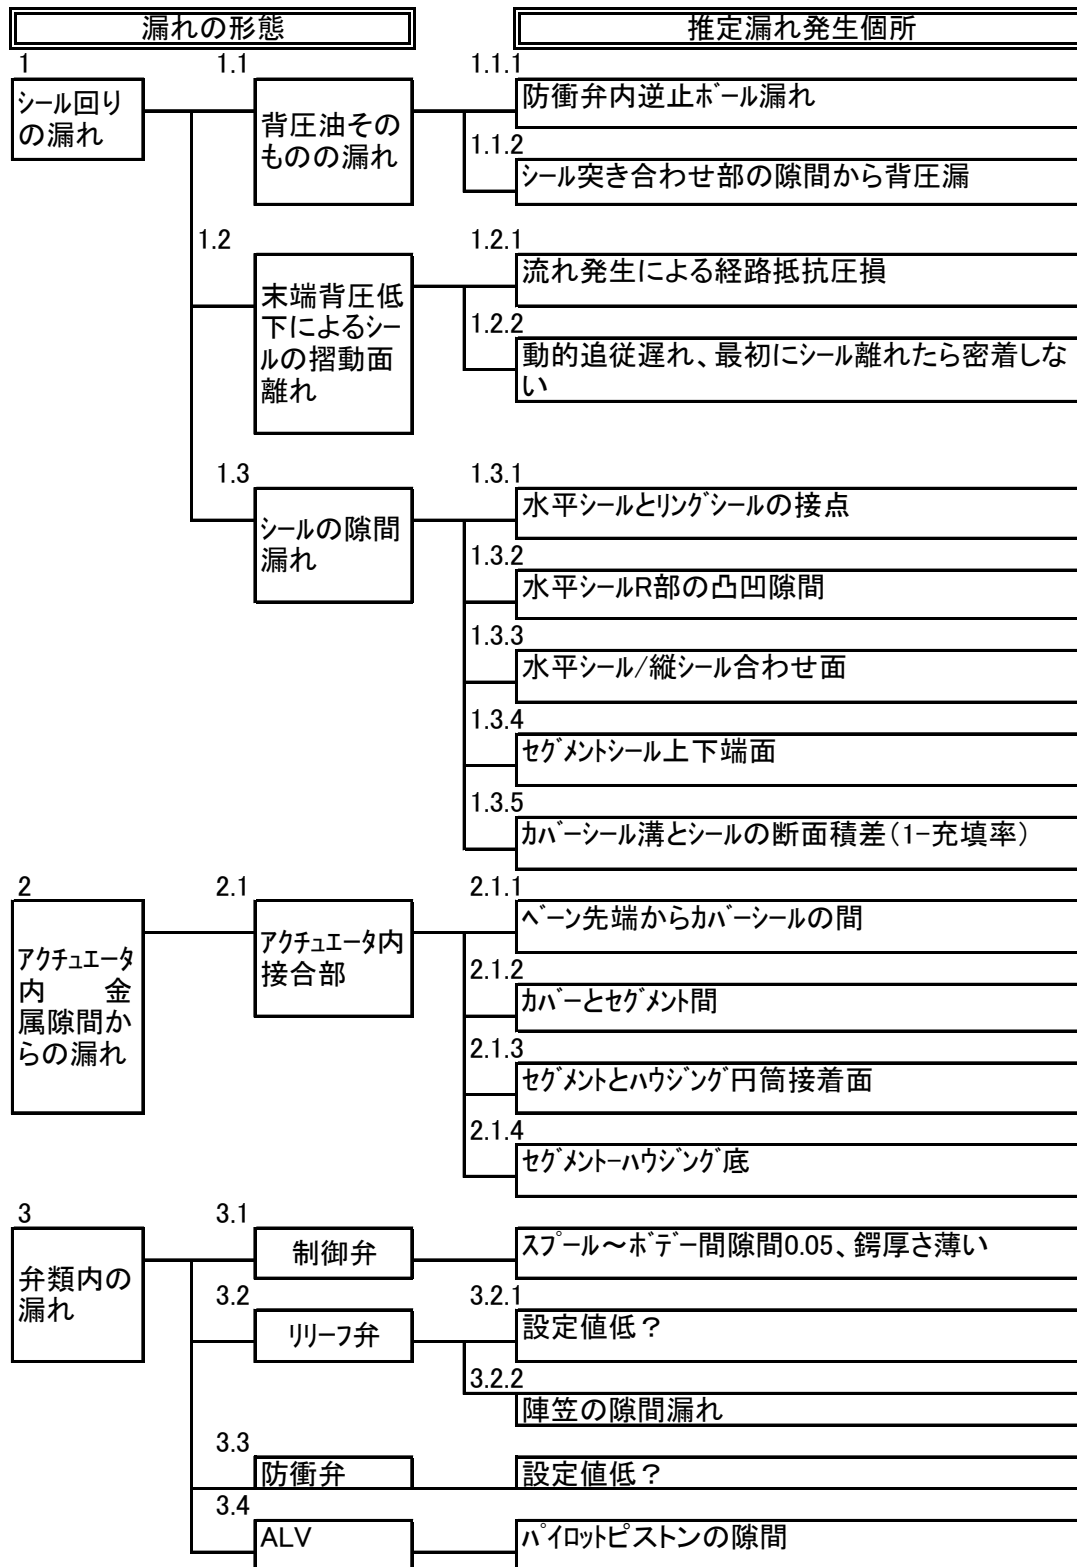 漏れの形態
推定漏れ発生個所
1
1.1
1.1.1
シール回り
の漏れ
背圧油その
ものの漏れ
防衝弁内逆止ﾎﾞｰﾙ漏れ
1.1.2
シール突き合わせ部の隙間から背圧漏
1.2
1.2.1
末端背圧低
下によるシー
ルの摺動面
離れ
流れ発生による経路抵抗圧損
1.2.2
動的追従遅れ、最初にシール離れたら密着しな
い
1.3
1.3.1
シールの隙間
漏れ
水平シールとリングシールの接点
1.3.2
水平シールR部の凸凹隙間
1.3.3
水平シール/縦シール合わせ面
1.3.4
セグメントシール上下端面
1.3.5
カバーシール溝とシールの断面積差(1-充填率)
2
2.1
2.1.1
アクチュエータ
内　金
属隙間か
らの漏れ
アクチュエータ内
接合部
ベーン先端からカバーシールの間
2.1.2
カバーとセグメント間
2.1.3
セグメントとハウジング円筒接着面
2.1.4
セグメントーハウジング底
3
3.1
弁類内の
漏れ
制御弁
スプール～ボデー間隙間0.05、鍔厚さ薄い
3.2
3.2.1
リリーフ弁
設定値低？
3.2.2
陣笠の隙間漏れ
3.3
防衝弁
設定値低？
3.4
ALV
パイロットピストンの隙間